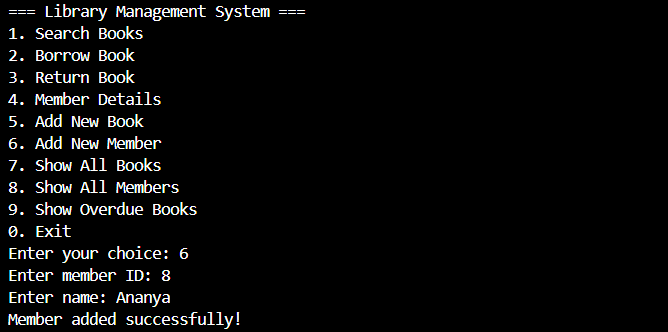 === Library Management System ===
1. Search Books
2. Borrow Book
3. Return Book
4. Member Details
5. Add New Book
6. Add New Member
7. Show All Books
8. Show All Members
9. Show Overdue Books
0. Exit
Enter your choice: 6
Enter member ID: 8
Enter name: Ananya
Member added successfully!